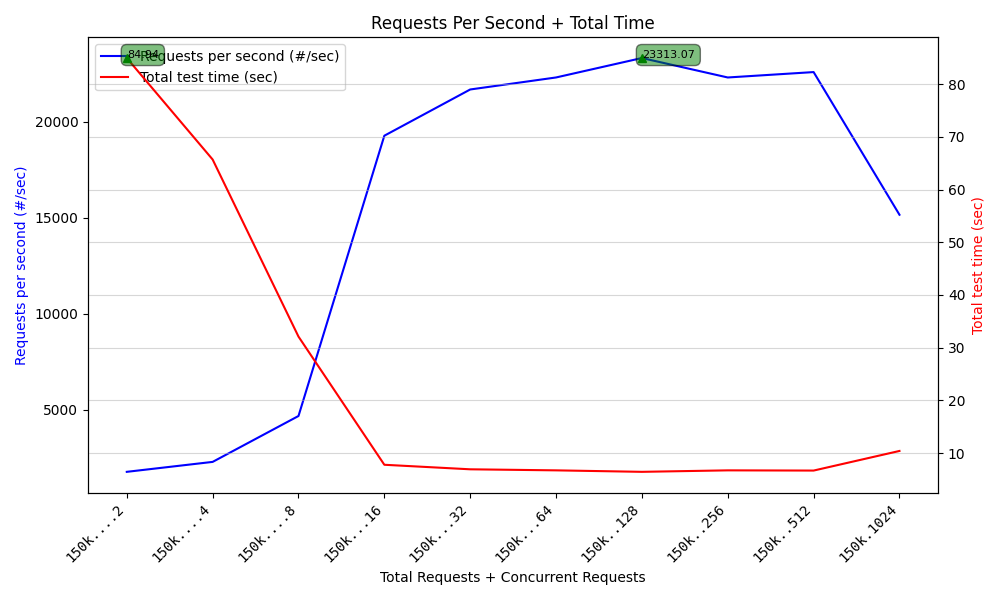 Requests Per Second + Total Time
84.94
Requests per second (#/sec)
Total test time (sec)
23313.07
20000
15000
10000
5000
Requests per second (#/sec)
80
70
60
50
40
30
20
10
Total test time (sec)
150k....2
150k....4
150k....8
150k...16
150k...32
150k...64
150k..128
150k..256
150k..512
150k.1024
Total Requests + Concurrent Requests